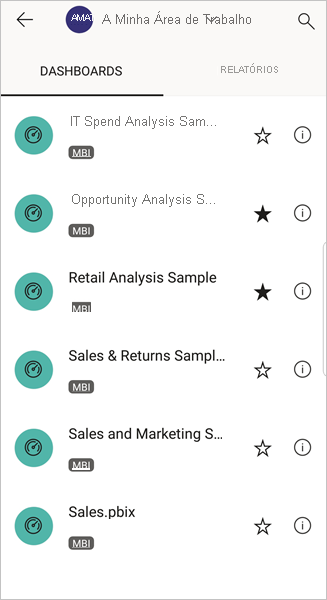 AMAT A Minha Área de Trabalho
DASHBOARDS RELATÓRIOS
IT Spend Analysis Sam...
MBI
Opportunity Analysis S...
MBI
Retail Analysis Sample
MBI
Sales & Returns Sampl...
MBI
Sales and Marketing S...
MBI
Sales.pbix
MBI